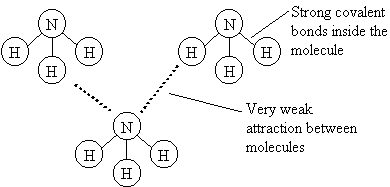 N
H
H
H
N
H
H
H
Strong covalent
bonds inside the
molecule
N
H
H
H
Very weak
attraction between
molecules